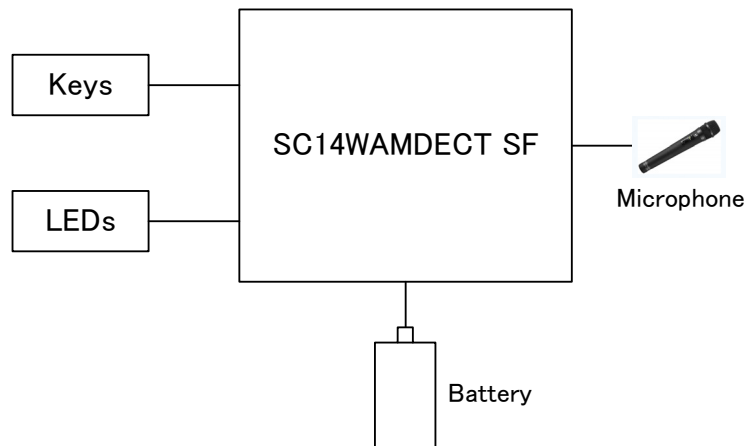 Keys
SC14WAMDECT SF
LEDs
Microphone
Battery